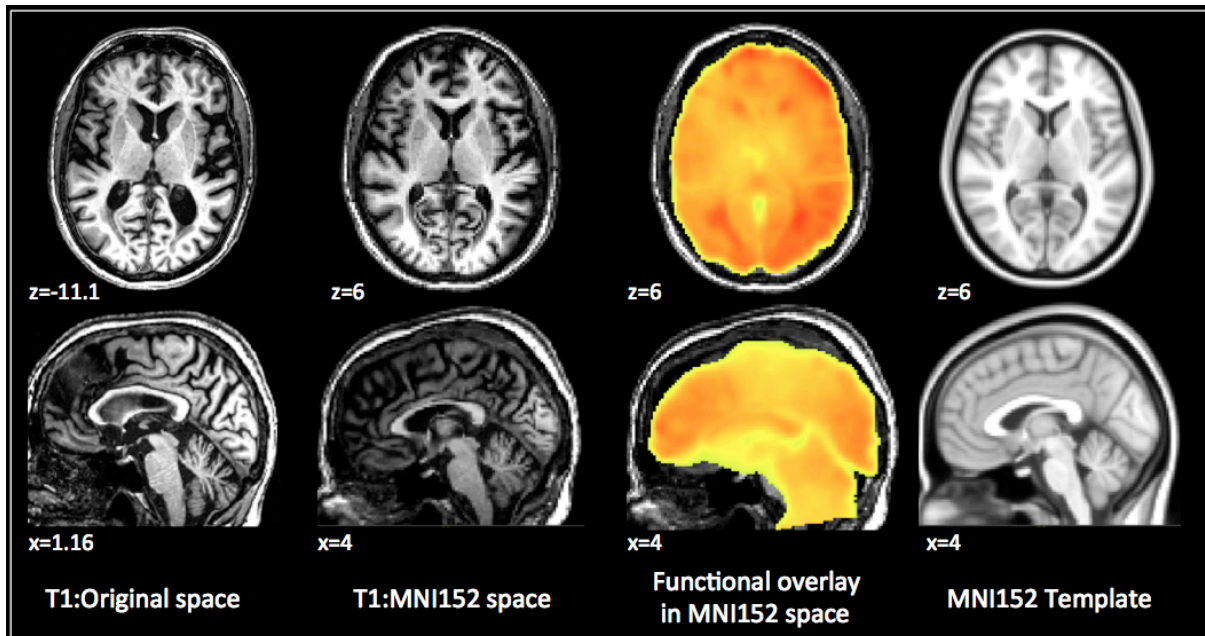 z=-11.1
z=6
z=6
z=6
x=1.16
x=4
x=4
x=4
T1:Original space
T1:MNI152 space
Functional overlay
in MNI152 space
MNI152 Template